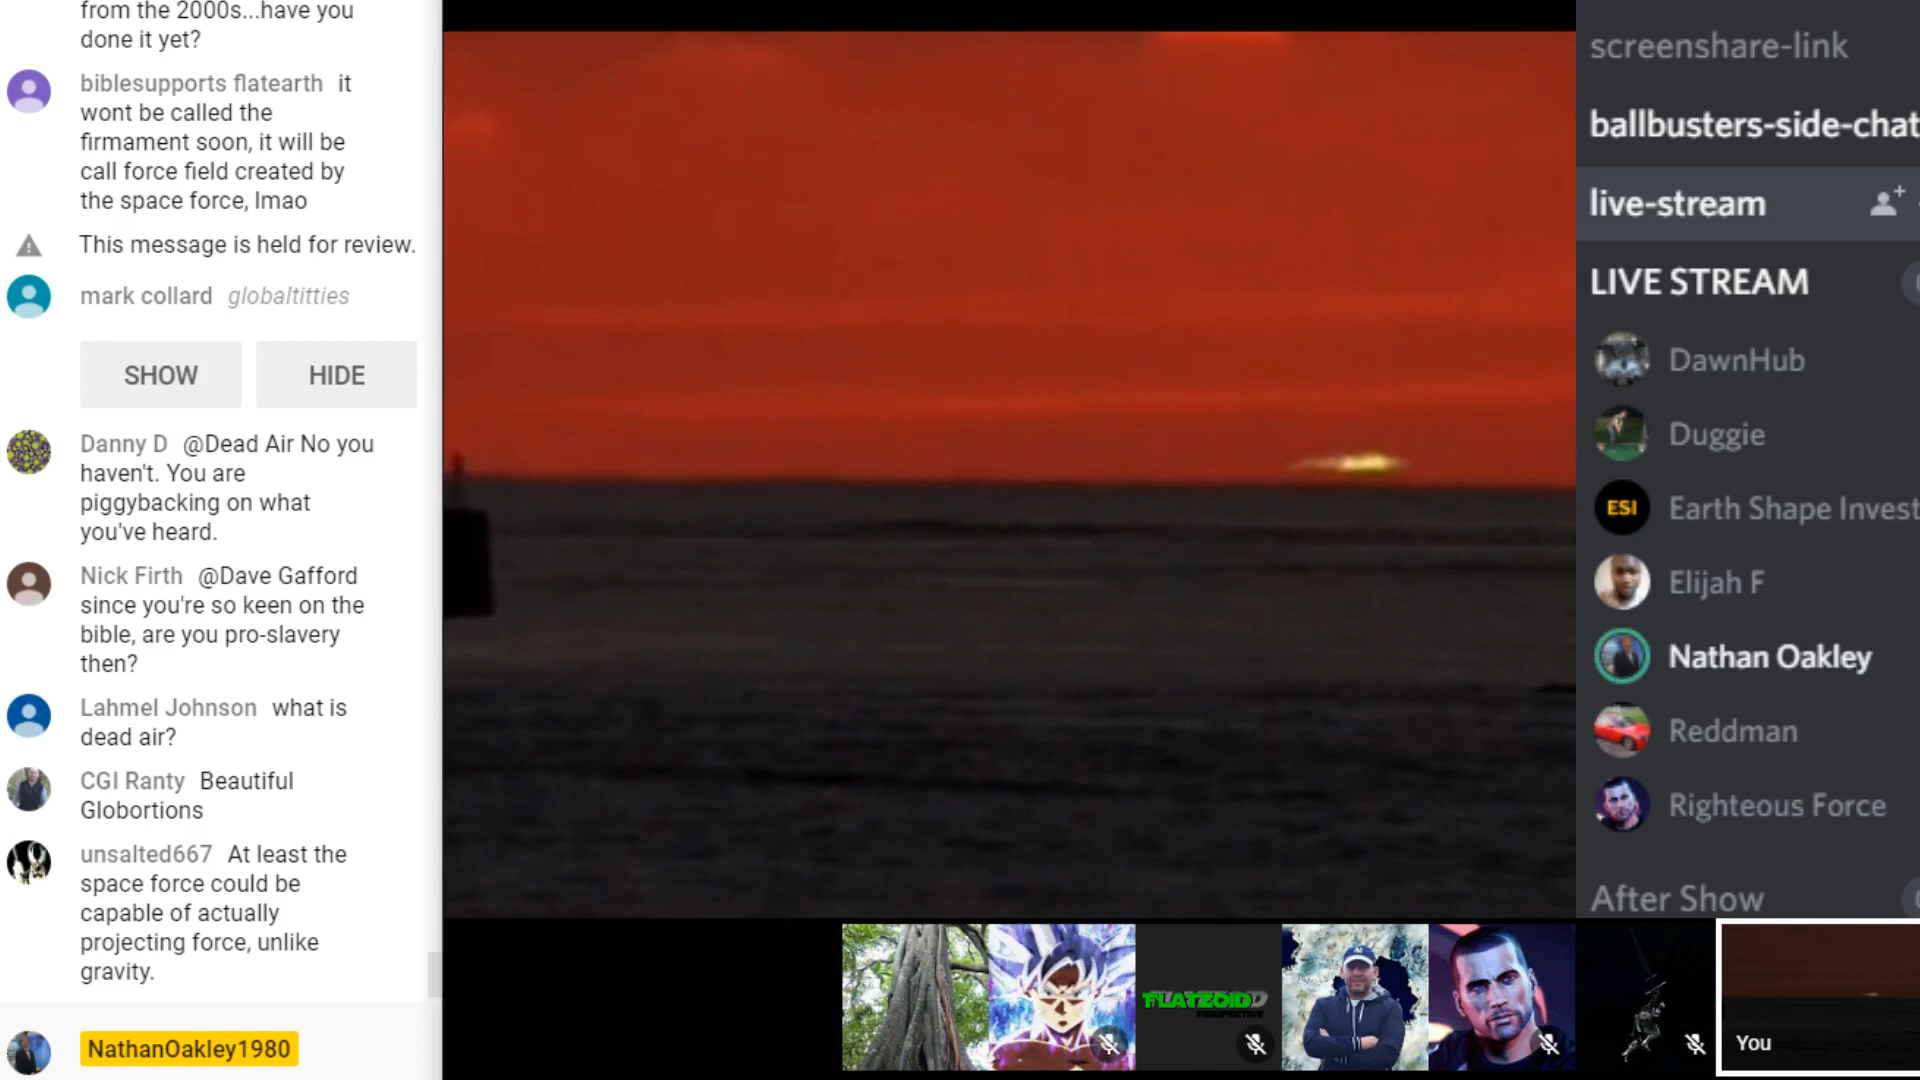 from the 2000s...have you
done it yet?
biblesupports flatearth it
wont be called the
firmament soon, it will be
call force field created by
the space force, lmao
This message is held for review.
mark collard globaltitties
SHOW HIDE
Danny D @Dead Air No you
haven't. You are
piggybacking on what
you've heard.
Nick Firth @Dave Gafford
since you're so keen on the
bible, are you pro-slavery
then?
Lahmel Johnson what is
dead air?
CGI Ranty Beautiful
Globortions
unsalted667 At least the
space force could be
capable of actually
projecting force, unlike
gravity.
NathanOakley1980
FLATZOIDD
PERSPECTIVE
You
screenshare-link
ballbusters-side-chat
live-stream
LIVE STREAM
DawnHub
Duggie
ESI Earth Shape Invest
Elijah F
Nathan Oakley
Reddman
Righteous Force
After Show